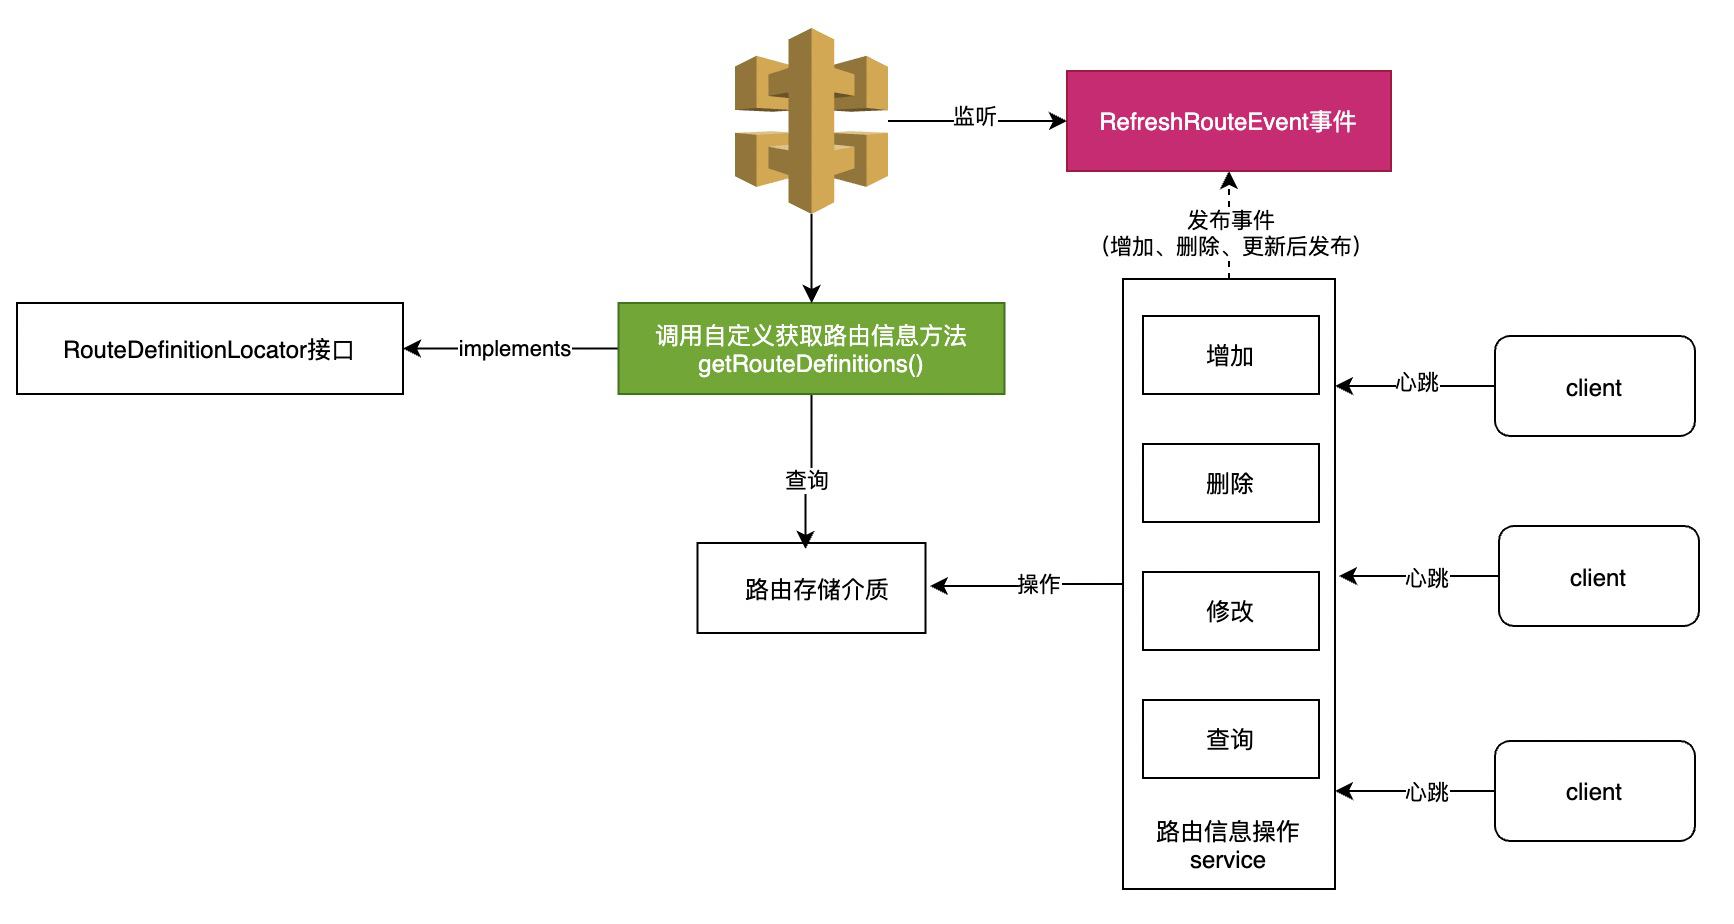 监听
RefreshRouteEvent事件
发布事件
（增加、删除、更新后发布）
RouteDefinitionLocator接口
implements
调用自定义获取路由信息方法
getRouteDefinitions()
增加
心跳
client
查询
删除
路由存储介质
操作
修改
心跳
client
查询
心跳
client
路由信息操作
service